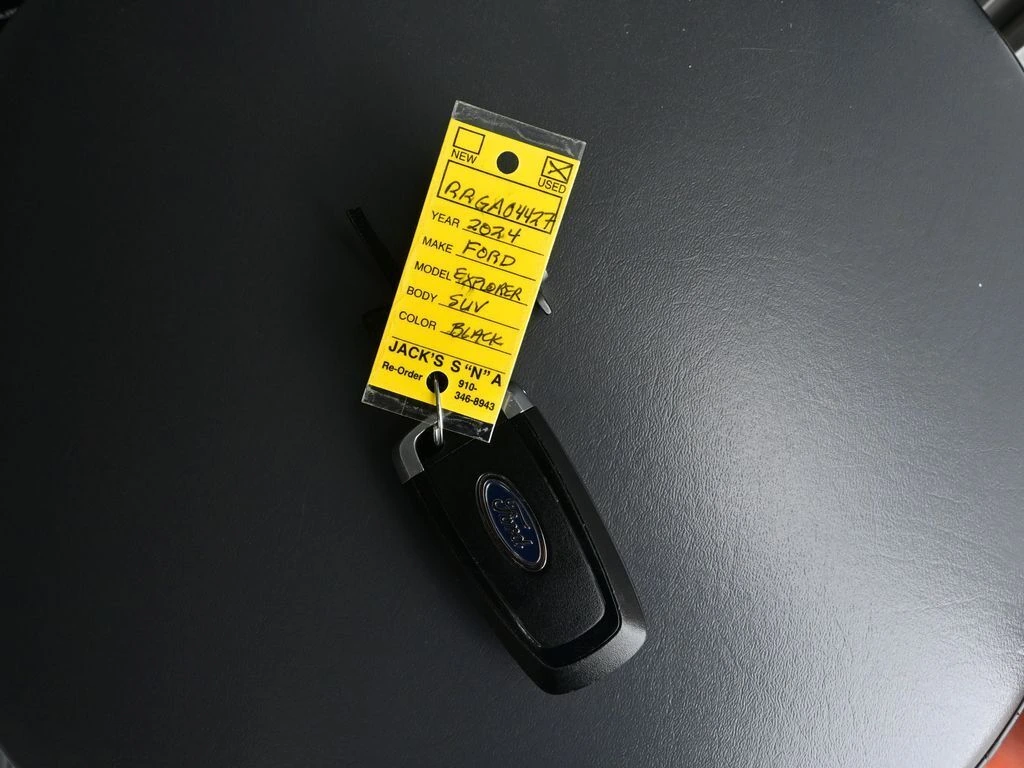 NEW
USED
RRGA04427
YEAR 2024
MAKE FORD
MODEL EXPLORER
BODY SUV
COLOR BLACK
JACK'S S “N” A
Re-Order 910-
346-8943
Ford